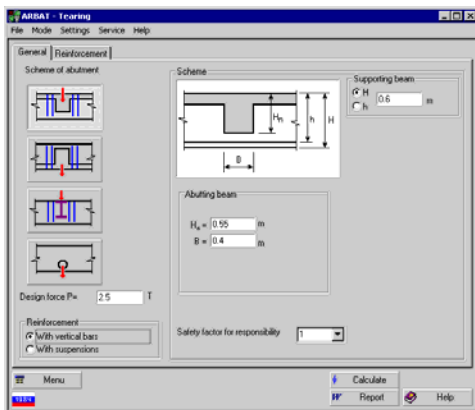 ARBAT - Tearing
File Mode Settings Service Help
General Reinforcement
Scheme of abutment
Scheme
Hh h H
B
Supporting beam
H
h
0.6 m
Abutting beam
Ha = 0.55 m
B = 0.4 m
Design force P= 2.5 T
Reinforcement
With vertical bars
With suspensions
Safety factor for responsibility 1
Menu
Calculate
Report
Help